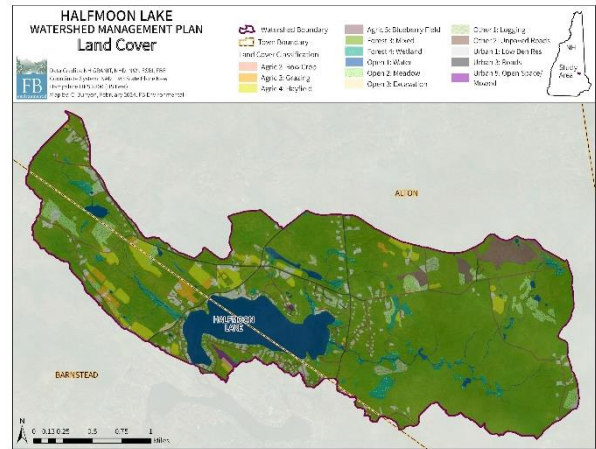 HALFMOON LAKE
WATERSHED MANAGEMENT PLAN
Land Cover
FB
environmental
Watershed Boundary
Town Boundary
Land Cover Classification
Agric 2: Row Crop
Agric 3: Grazing
Agric 4: Hayfield
Agric 5: Blueberry Field
Forest 3: Mixed
Forest 4: Wetland
Open 1: Water
Open 2: Meadow
Open 3: Excavation
Other 1: Logging
Other 2: Unpaved Roads
Urban 1: Low Den Res
Urban 3: Roads
Urban 5: Open Space/
Mowed
NH
Study
Area
ALTON
HALFMOON
LAKE
BARNSTEAD
N
0 0.13 0.25 0.5 0.75 1
Miles